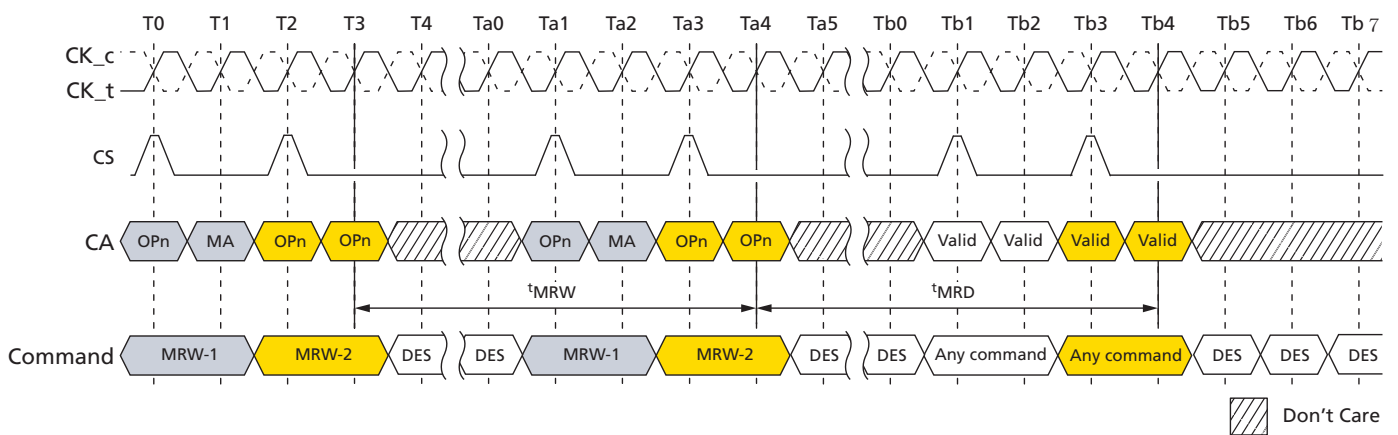 T0 T1 T2 T3 T4 Ta0 Ta1 Ta2 Ta3 Ta4 Ta5 Tb0 Tb1 Tb2 Tb3 Tb4 Tb5 Tb6 Tb 7
CK_c
CK_t
CS
CA OPn MA OPn OPn OPn MA OPn OPn Valid Valid Valid Valid
tMRW tMRD
Command MRW-1 MRW-2 DES DES MRW-1 MRW-2 DES DES Any command Any command DES DES DES
Don't Care